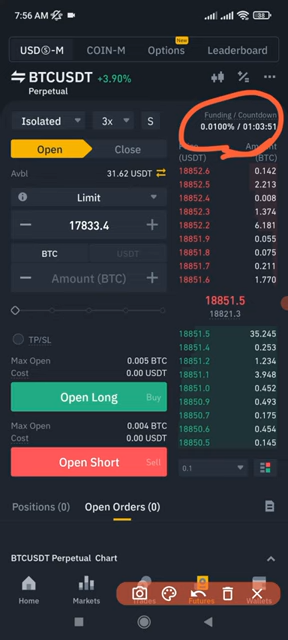 7:56 AM
38
USDⓈ-M
COIN-M
Options
New
Leaderboard
BTCUSDT +3.90%
Perpetual
Isolated
3x
S
Funding / Countdown
0.0100% / 01:03:51
Open
Close
Price
(USDT)
Amount
(BTC)
Avbl
31.62 USDT
Limit
− 17833.4 +
BTC
USDT
− Amount (BTC) +
TP/SL
Max Open 0.005 BTC
Cost 0.00 USDT
Open Long Buy
Max Open 0.004 BTC
Cost 0.00 USDT
Open Short Sell
18852.6 0.142
18852.5 2.213
18852.4 0.008
18852.3 1.374
18852.2 6.181
18851.9 0.055
18851.8 0.075
18851.7 0.211
18851.6 1.770
18851.5
18821.3
18851.5 35.245
18851.4 0.253
18851.2 1.234
18851.1 3.948
18851.0 0.452
18850.9 0.493
18850.7 0.175
18850.6 0.454
18850.5 0.145
0.1
Positions (0)
Open Orders (0)
BTCUSDT Perpetual Chart
Home
Markets
Trades
Futures
Wallets